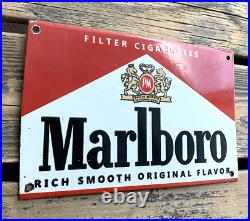 FILTER CIGARETTES
PM
Marlboro
RICH SMOOTH ORIGINAL FLAVOR